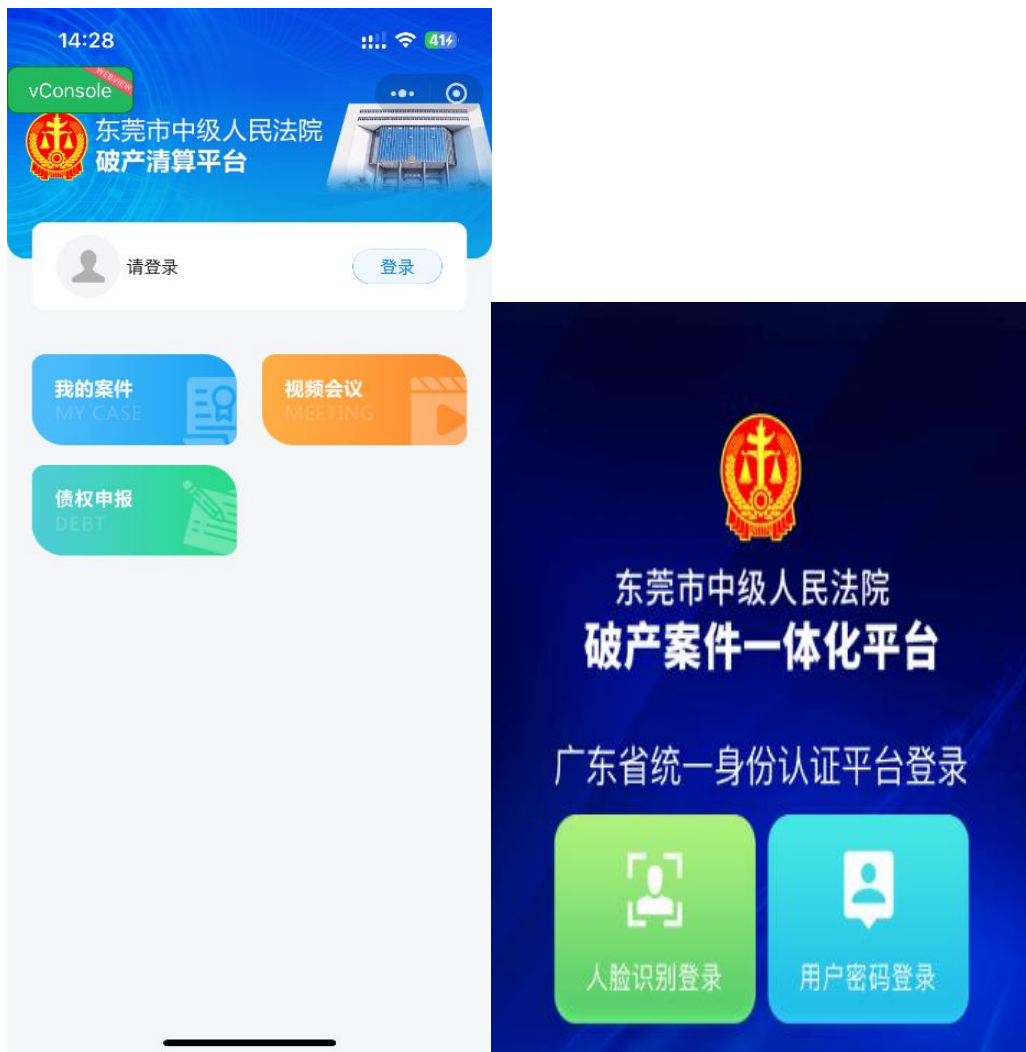 14:28
41
WEBVIEW
vConsole
东莞市中级人民法院
破产清算平台
请登录
登录
我的案件
MY CASE
视频会议
MEETING
债权申报
DEBT
东莞市中级人民法院
破产案件一体化平台
广东省统一身份认证平台登录
人脸识别登录
用户密码登录